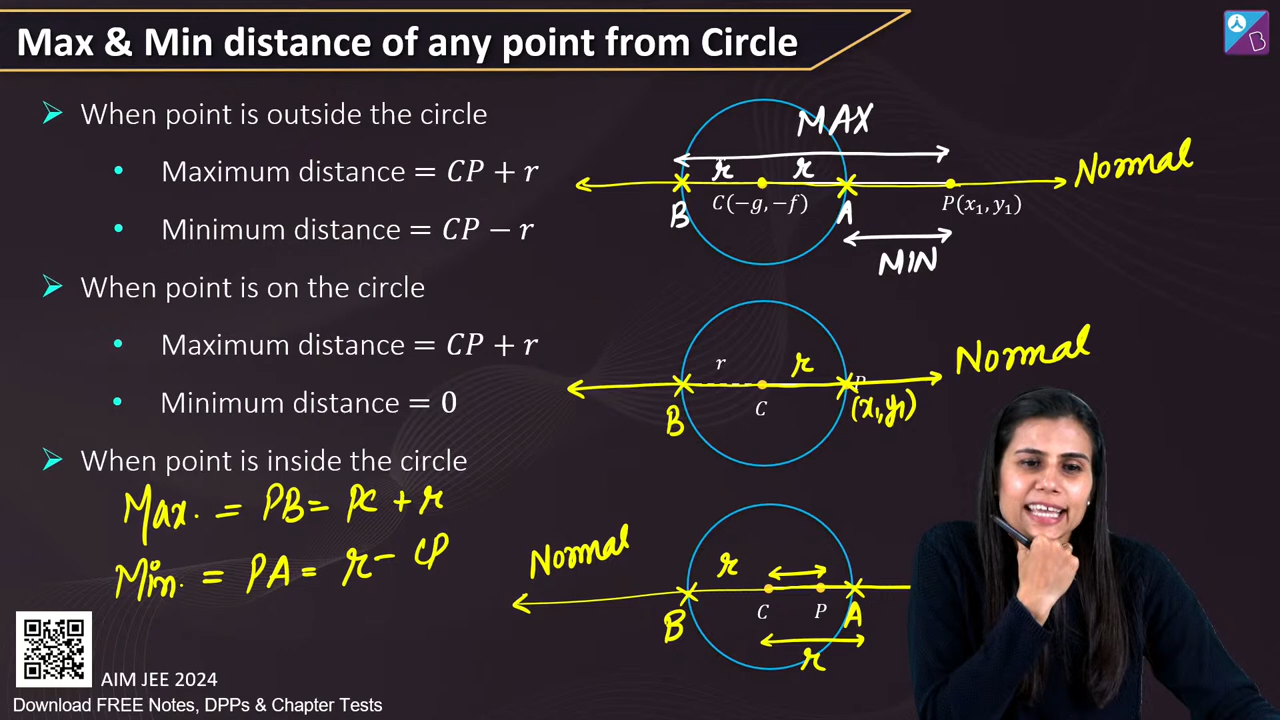 Max & Min distance of any point from Circle
➢ When point is outside the circle
• Maximum distance = CP + r
• Minimum distance = CP − r
➢ When point is on the circle
• Maximum distance = CP + r
• Minimum distance = 0
➢ When point is inside the circle
Max. = PB = PC + r
Min. = PA = r − CP
MAX
r r
Normal
C(−g, −f)
P(x₁, y₁)
B A
MIN
Normal
r r
P
B C (x₁, y₁)
Normal
r
C P A
B
r
B
AIM JEE 2024
Download FREE Notes, DPPs & Chapter Tests